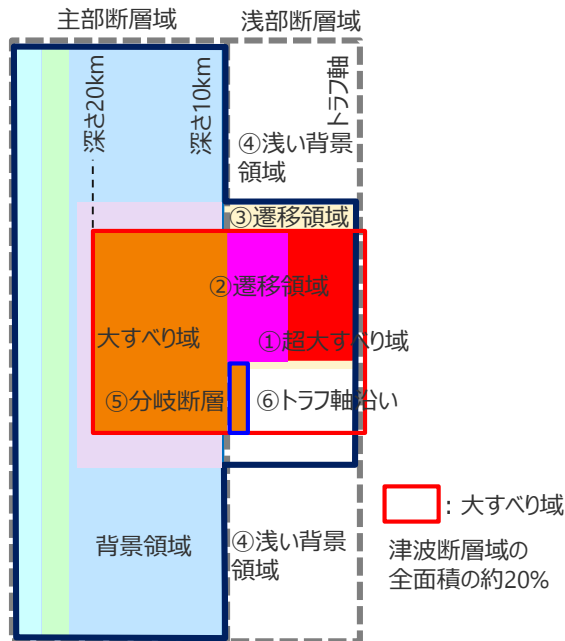 主部断層域
浅部断層域
深さ20km
深さ10km
トラフ軸
④浅い背景
領域
③遷移領域
②遷移領域
大すべり域
①超大すべり域
⑤分岐断層
⑥トラフ軸沿い
背景領域
④浅い背景
領域
：大すべり域
津波断層域の
全面積の約20%